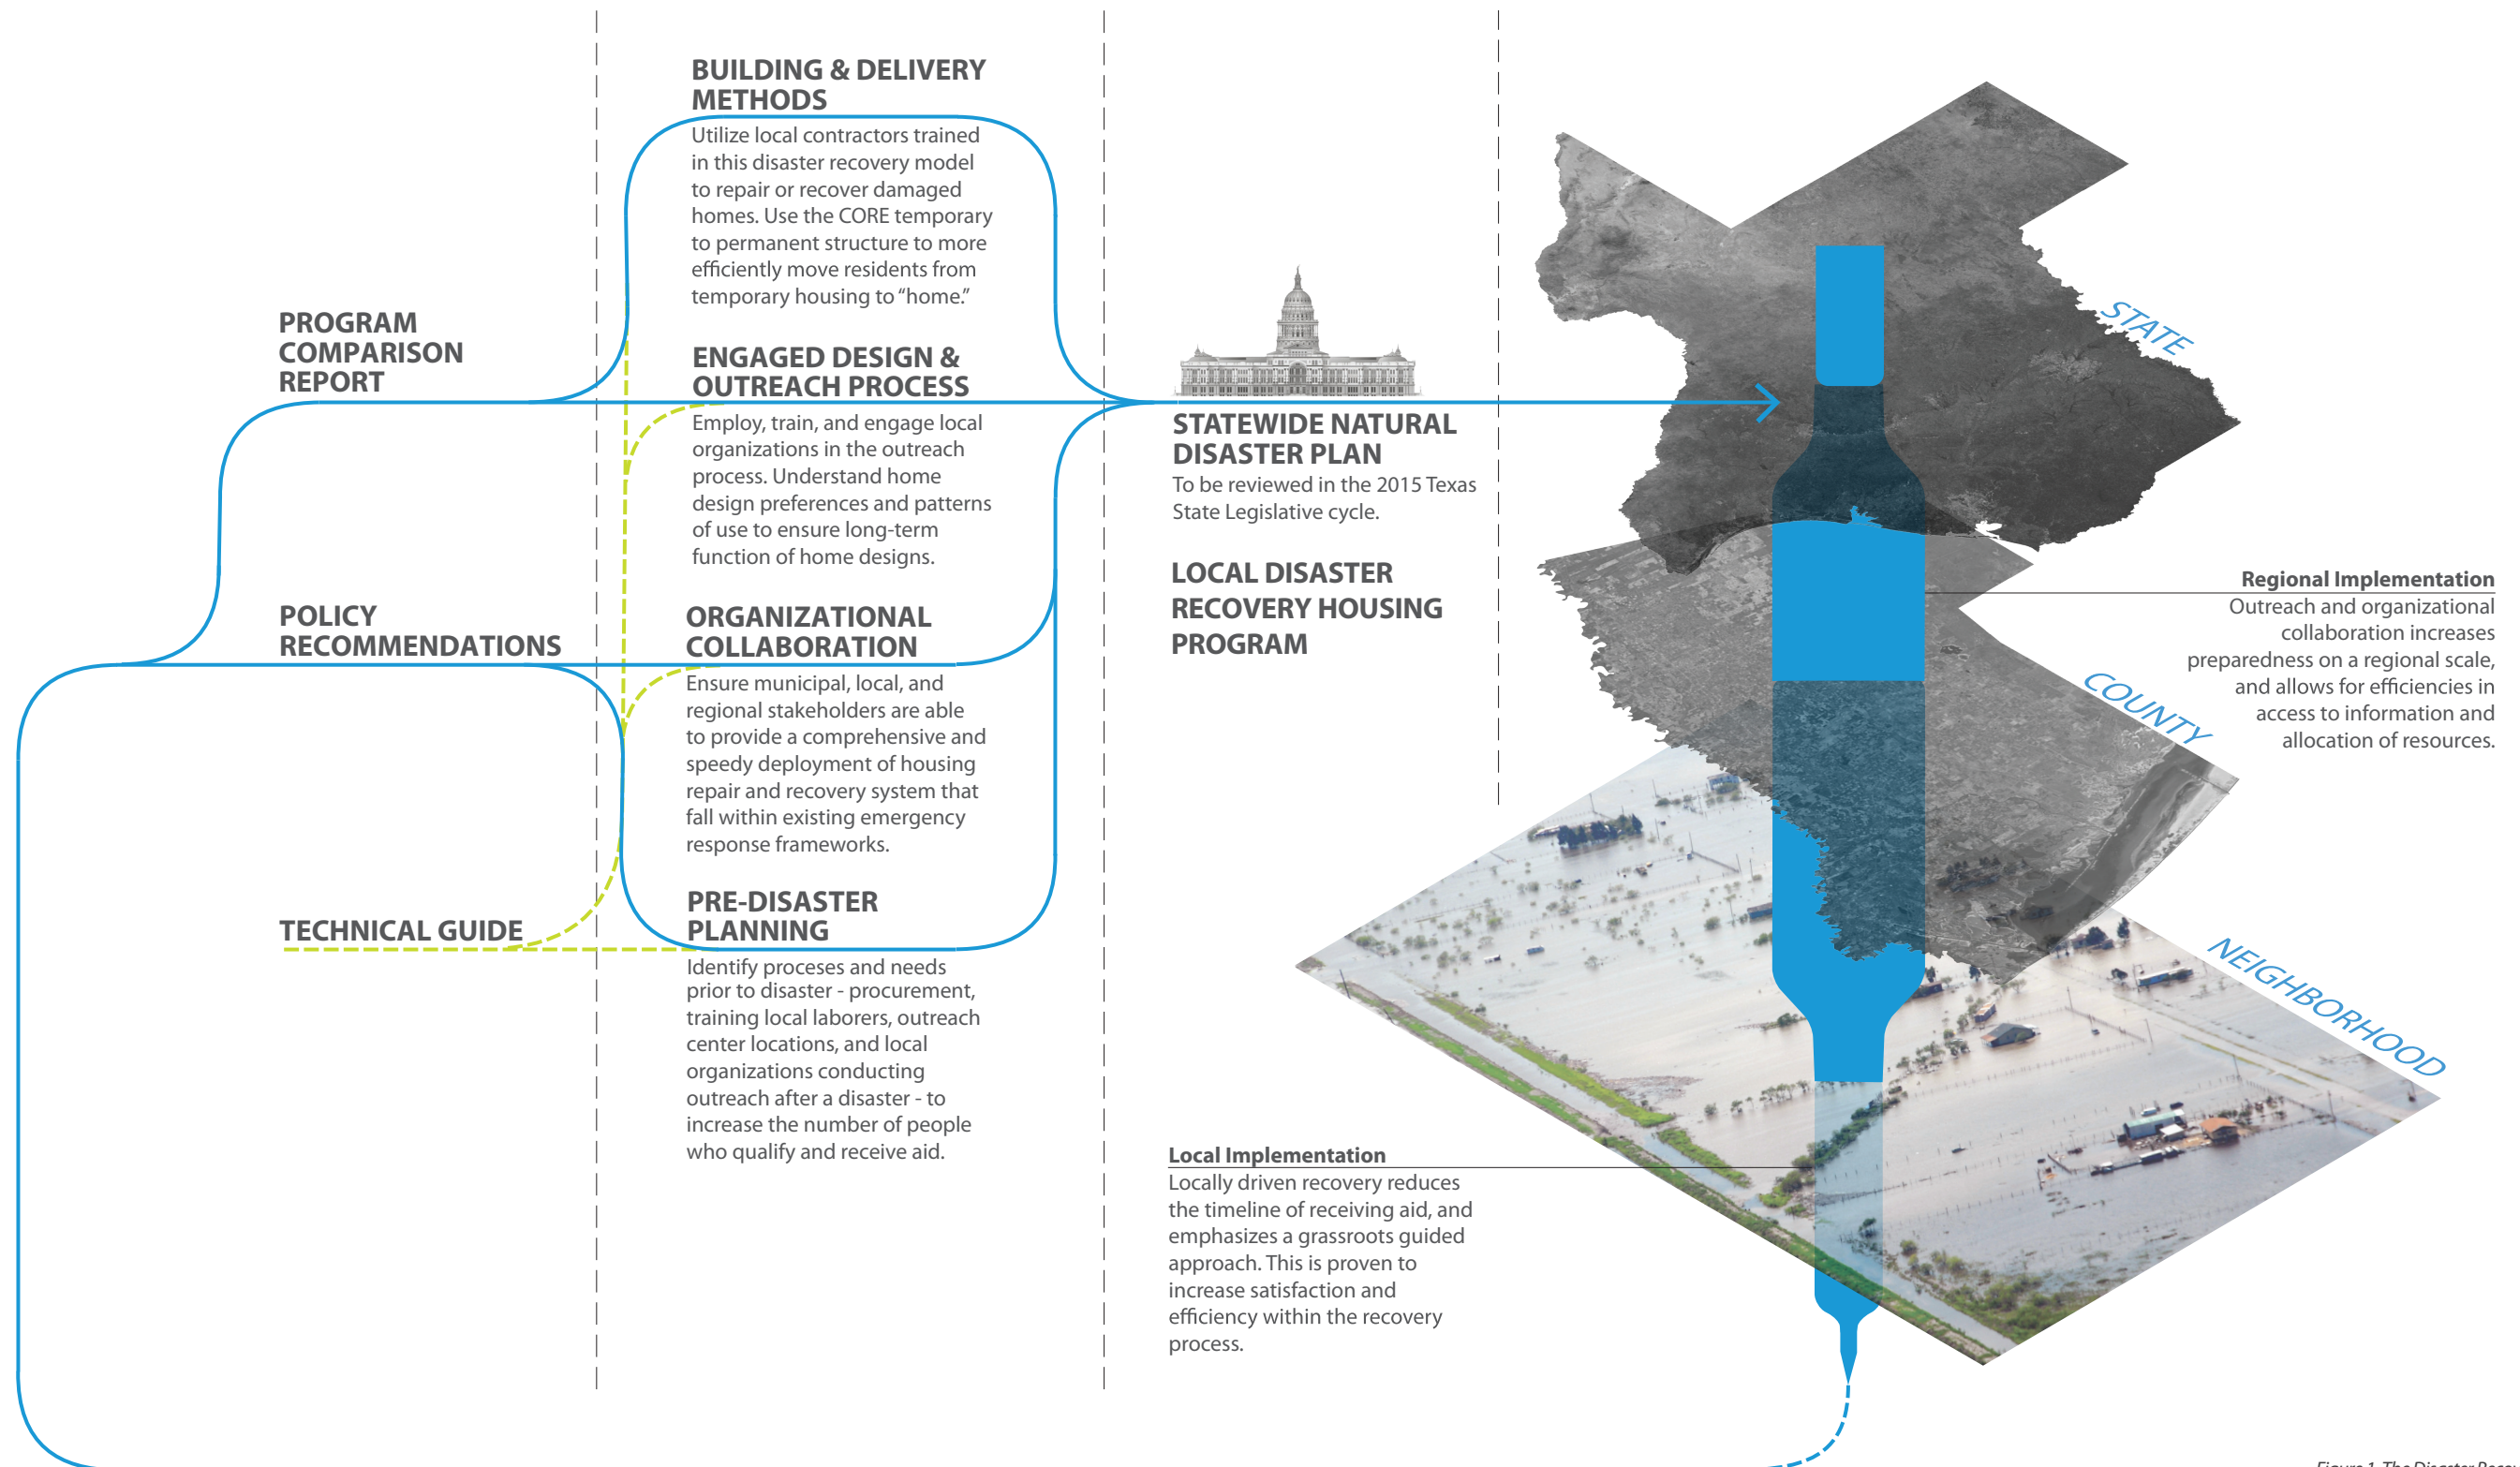 PROGRAM
COMPARISON
REPORT
POLICY
RECOMMENDATIONS
TECHNICAL GUIDE
BUILDING & DELIVERY
METHODS
Utilize local contractors trained
in this disaster recovery model
to repair or recover damaged
homes. Use the CORE temporary
to permanent structure to more
efficiently move residents from
temporary housing to “home.”
ENGAGED DESIGN &
OUTREACH PROCESS
Employ, train, and engage local
organizations in the outreach
process. Understand home
design preferences and patterns
of use to ensure long-term
function of home designs.
ORGANIZATIONAL
COLLABORATION
Ensure municipal, local, and
regional stakeholders are able
to provide a comprehensive and
speedy deployment of housing
repair and recovery system that
fall within existing emergency
response frameworks.
PRE-DISASTER
PLANNING
Identify proceses and needs
prior to disaster - procurement,
training local laborers, outreach
center locations, and local
organizations conducting
outreach after a disaster - to
increase the number of people
who qualify and receive aid.
STATEWIDE NATURAL
DISASTER PLAN
To be reviewed in the 2015 Texas
State Legislative cycle.
LOCAL DISASTER
RECOVERY HOUSING
PROGRAM
STATE
Regional Implementation
Outreach and organizational
collaboration increases
preparedness on a regional scale,
and allows for efficiencies in
access to information and
allocation of resources.
COUNTY
NEIGHBORHOOD
Local Implementation
Locally driven recovery reduces
the timeline of receiving aid, and
emphasizes a grassroots guided
approach. This is proven to
increase satisfaction and
efficiency within the recovery
process.
Figure 1. The Disaster